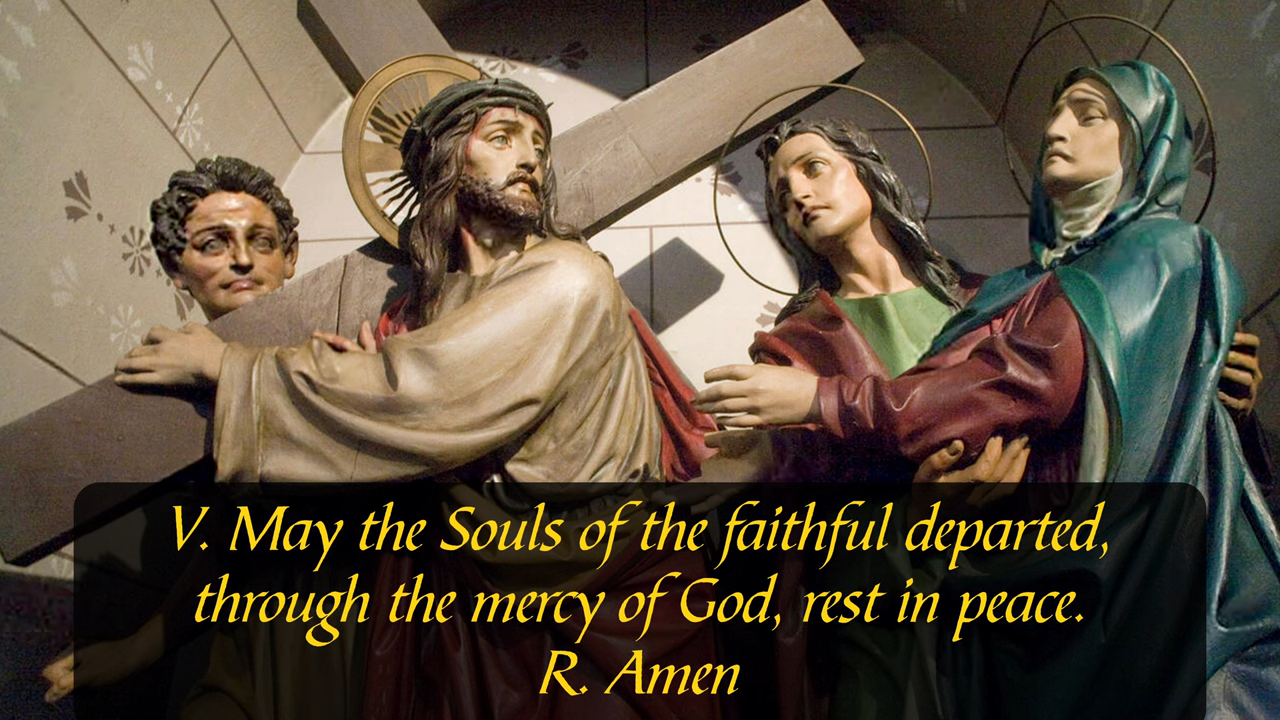 V. May the Souls of the faithful departed,
through the mercy of God, rest in peace.
R. Amen